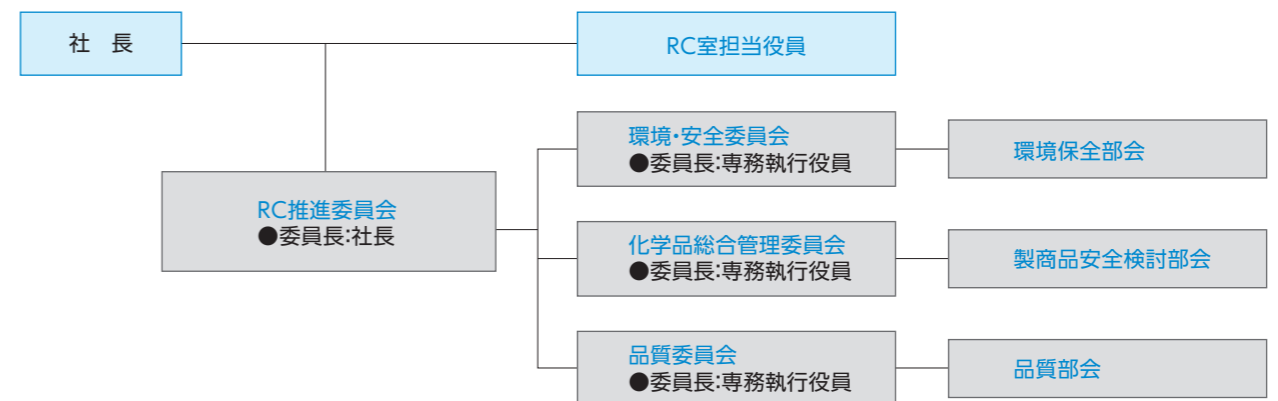 社　長
RC室担当役員
環境・安全委員会
●委員長:専務執行役員
環境保全部会
RC推進委員会
●委員長:社長
化学品総合管理委員会
●委員長:専務執行役員
製商品安全検討部会
品質委員会
●委員長:専務執行役員
品質部会